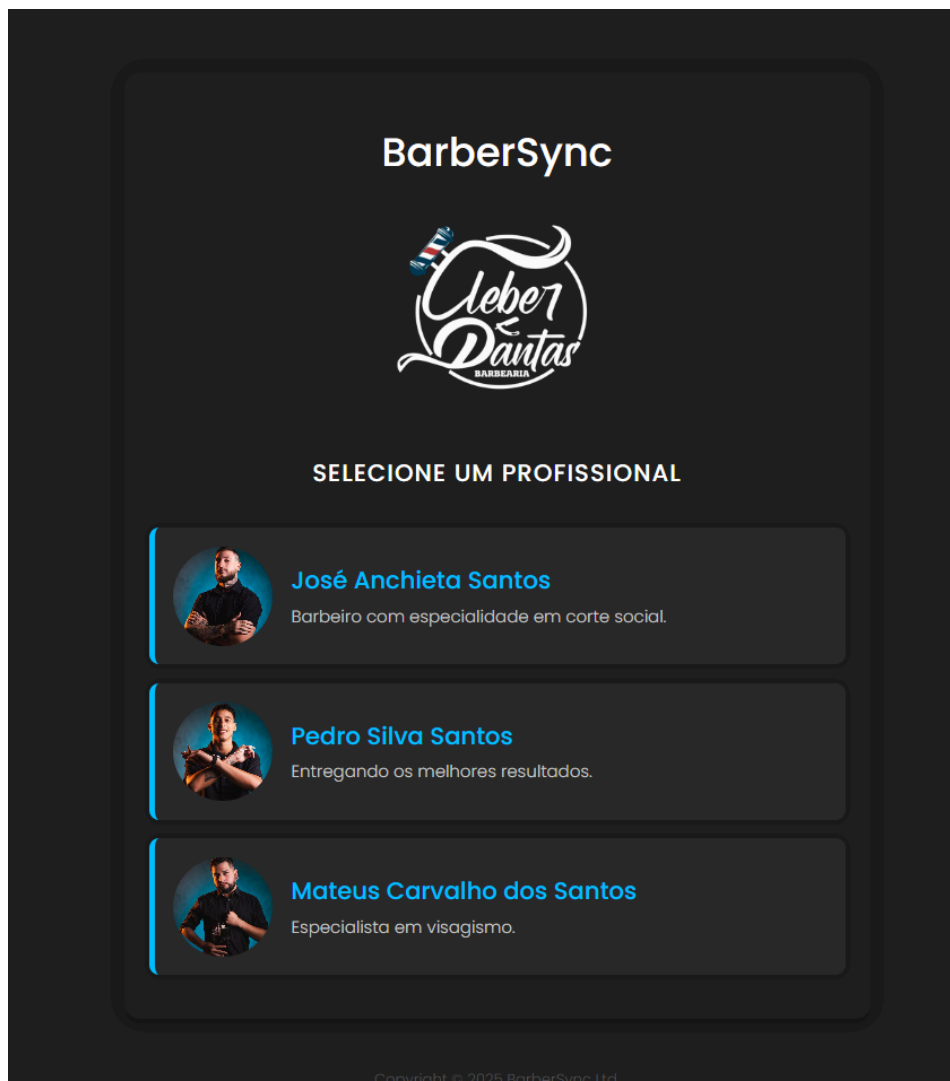 BarberSync
Cleber
Dantas
BARBEARIA
SELECIONE UM PROFISSIONAL
José Anchieta Santos
Barbeiro com especialidade em corte social.
Pedro Silva Santos
Entregando os melhores resultados.
Mateus Carvalho dos Santos
Especialista em visagismo.
Copyright © 2025 BarberSync Ltd